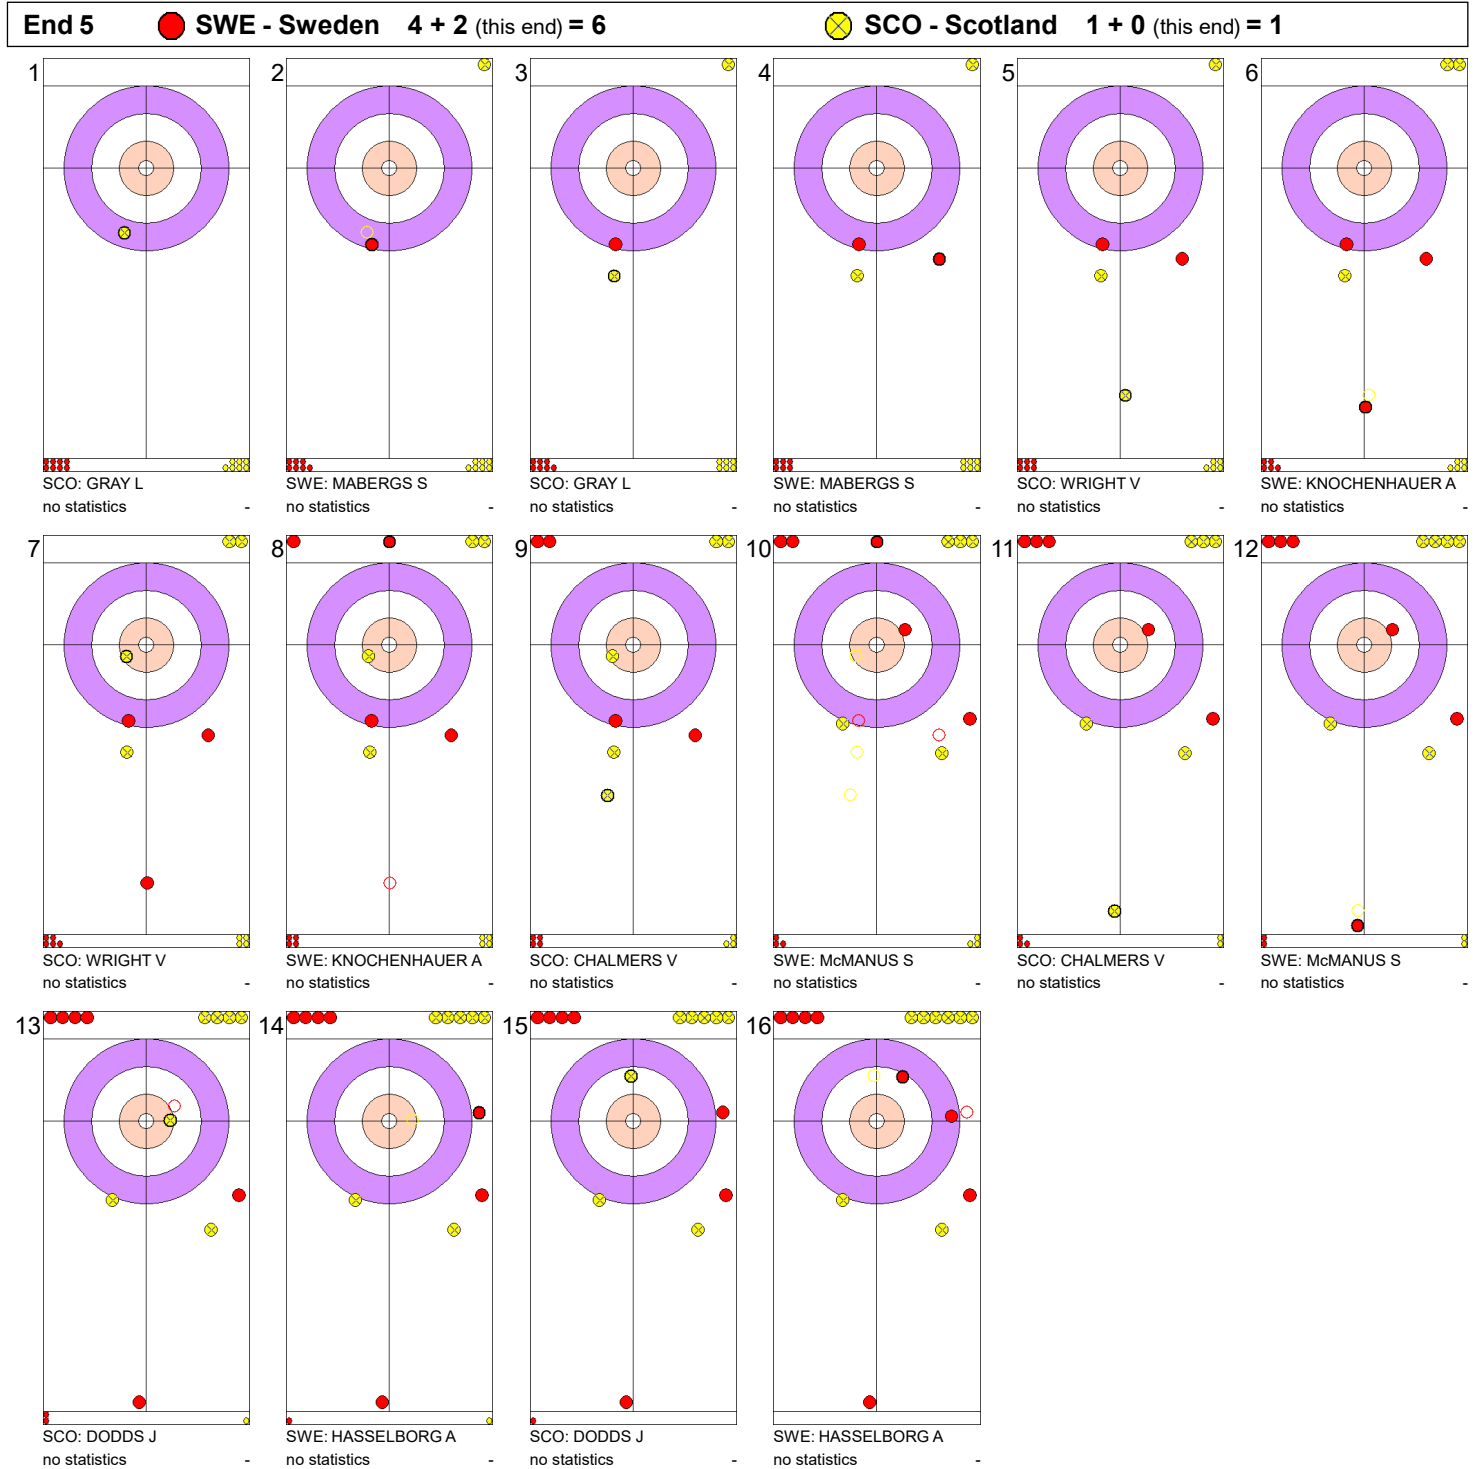 End 5 SWE - Sweden 4 + 2 (this end) = 6 SCO - Scotland 1 + 0 (this end) = 1
1 2 3 4 5 6
SCO: GRAY L SWE: MABERGS S SCO: GRAY L SWE: MABERGS S SCO: WRIGHT V SWE: KNOCHENHAUER A
no statistics - no statistics - no statistics - no statistics - no statistics - no statistics -
7 8 9 10 11 12
SCO: WRIGHT V SWE: KNOCHENHAUER A SCO: CHALMERS V SWE: McMANUS S SCO: CHALMERS V SWE: McMANUS S
no statistics - no statistics - no statistics - no statistics - no statistics - no statistics -
13 14 15 16
SCO: DODDS J SWE: HASSELBORG A SCO: DODDS J SWE: HASSELBORG A
no statistics - no statistics - no statistics - no statistics -